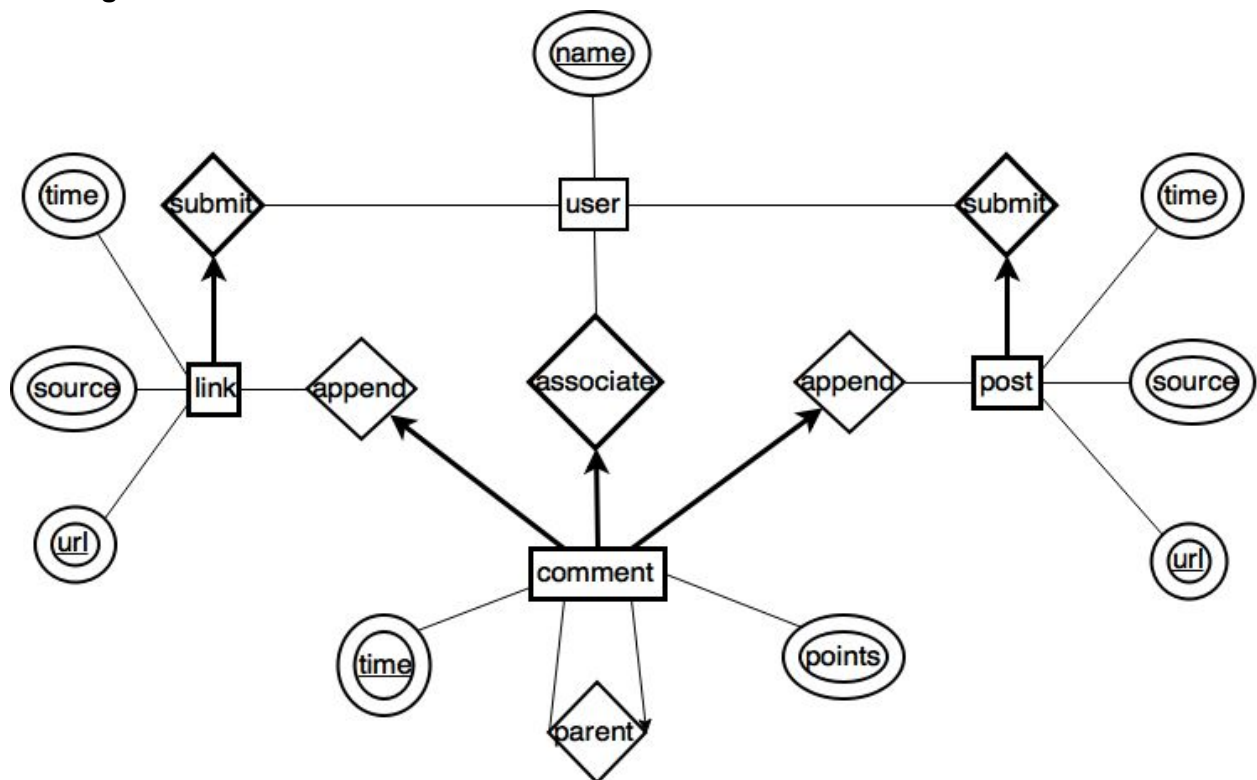 name
time
submit
user
submit
time
source
link
append
associate
append
post
source
url
comment
url
time
points
parent